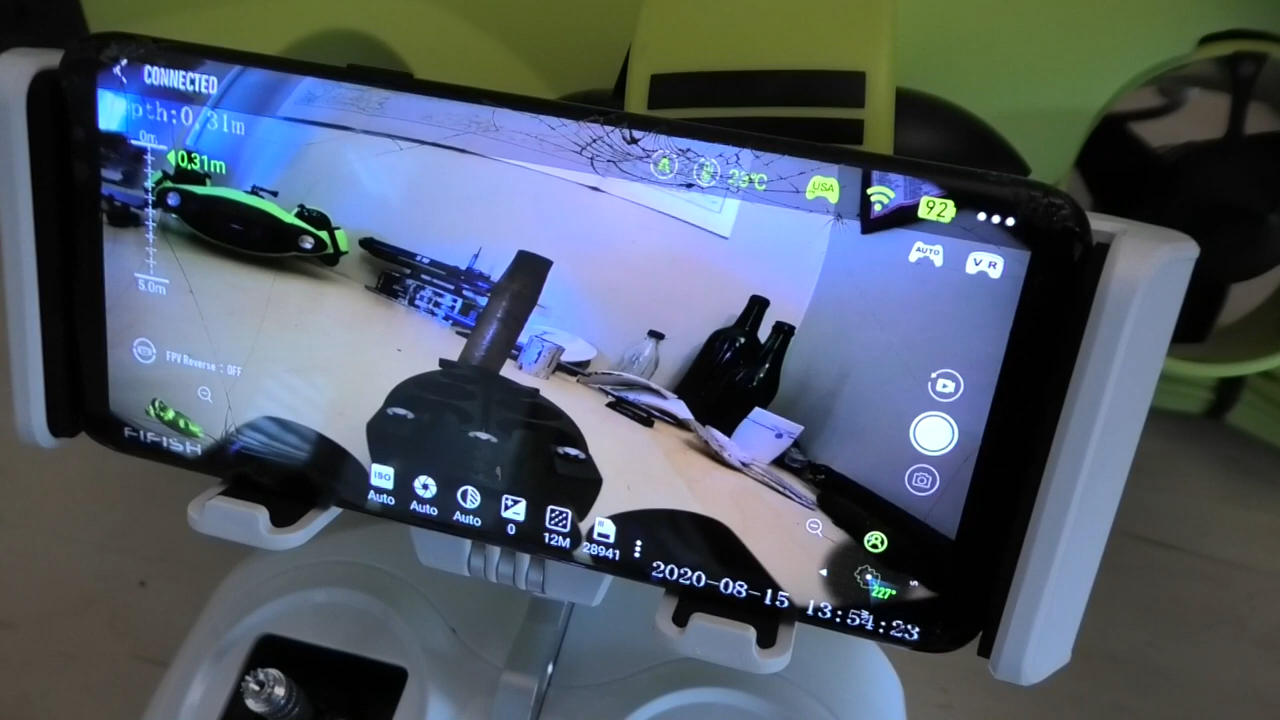 CONNECTED
pth:0.31m
0m
0.31m
5.0m
A
23°C
USA
92
AUTO
VR
FPV Reverse : OFF
FIFISH
ISO
Auto
Auto
Auto
0
12M
28941
S
227°
2020-08-15 13:54:23